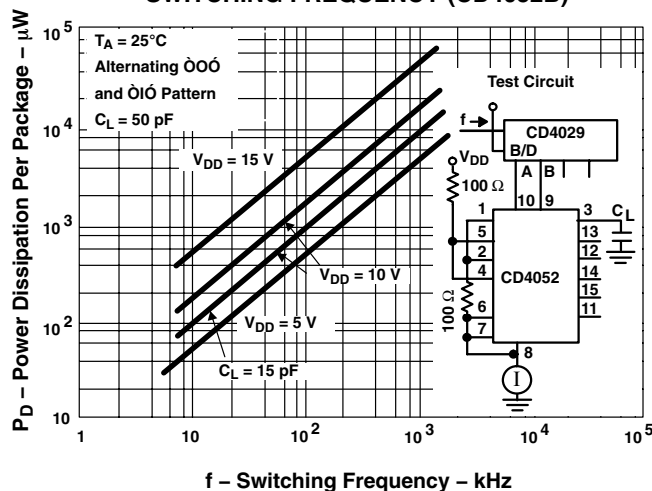 SWITCHING FREQUENCY (CD4052B)
P_D – Power Dissipation Per Package – μW
10^5
10^4
10^3
10^2
10
T_A = 25°C
Alternating ÒOÓ
and ÒIÓ Pattern
C_L = 50 pF
V_DD = 15 V
V_DD = 10 V
V_DD = 5 V
C_L = 15 pF
Test Circuit
f
CD4029
B/D
A B
V_DD
100 Ω
10 9
1
5
2
4
6
7
8
3
13
12
14
15
11
C_L
CD4052
100 Ω
I
1
10
10^2
10^3
10^4
10^5
f – Switching Frequency – kHz